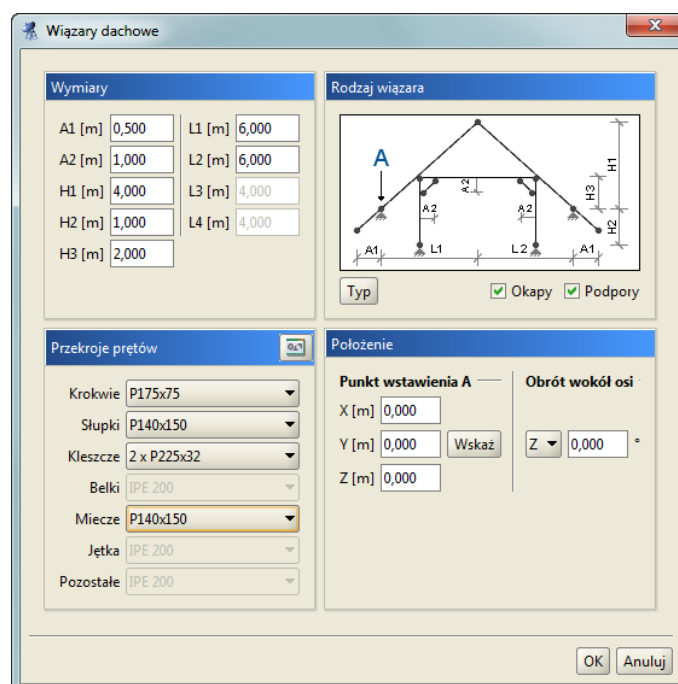 Wiązary dachowe
Wymiary
A1 [m] 0,500 L1 [m] 6,000
A2 [m] 1,000 L2 [m] 6,000
H1 [m] 4,000 L3 [m] 4,000
H2 [m] 1,000 L4 [m] 4,000
H3 [m] 2,000
Rodzaj wiązara
A
H1
H3
H2
A2
A2
A2
A1
L1
L2
A1
Typ Okapy Podpory
Przekroje prętów
Krokwie P175x75
Słupki P140x150
Kleszcze 2 x P225x32
Belki IPE 200
Miecze P140x150
Jętka IPE 200
Pozostałe IPE 200
Położenie
Punkt wstawienia A Obrót wokół osi
X [m] 0,000
Y [m] 0,000 Wskaż Z 0,000 °
Z [m] 0,000
OK Anuluj